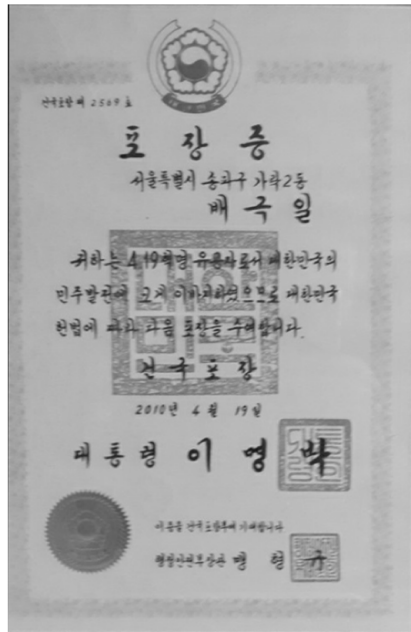 건국포장 제 2569 호
포 장 증
서울특별시 송파구 가락2동
배 극 일
귀하는 4.19혁명 유공자로서 대한민국의
민주발전에 크게 이바지하였으므로 대한민국
헌법에 따라 다음 포장을 수여합니다.
건 국 포 장
2010년 4 월 19 일
대 통 령 이 명 박
이 증을 건국포장부에 기재합니다
행정안전부장관 맹 형 규